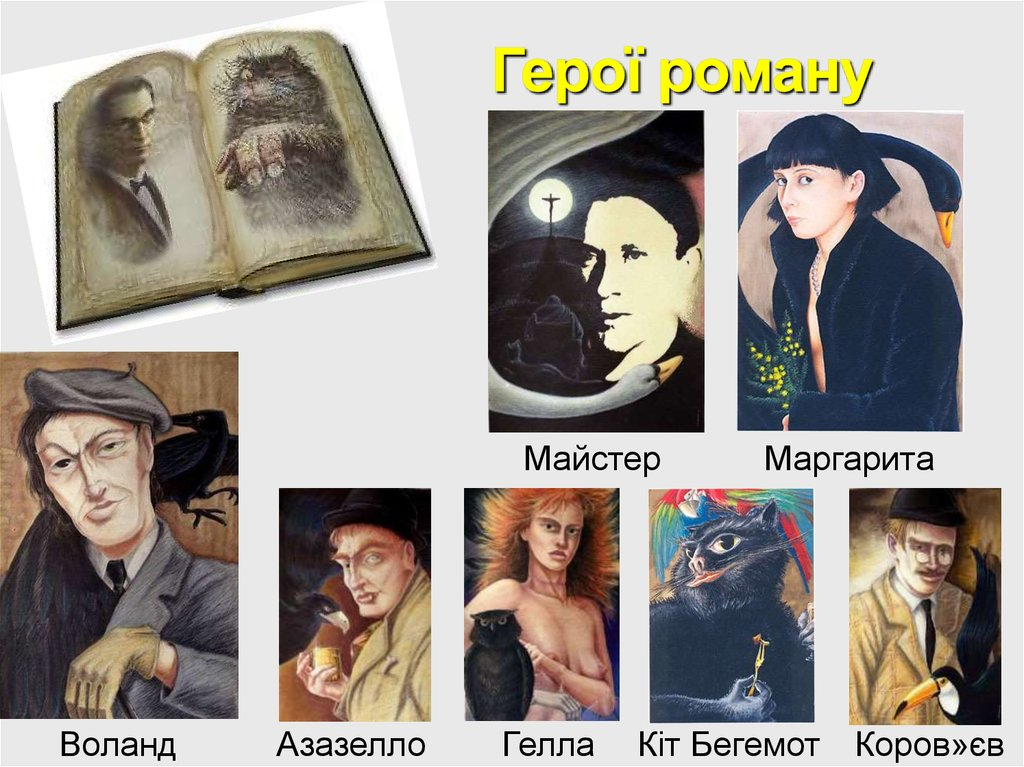 Герої роману
Майстер Маргарита
Воланд Азазелло Гелла Кіт Бегемот Коров»єв